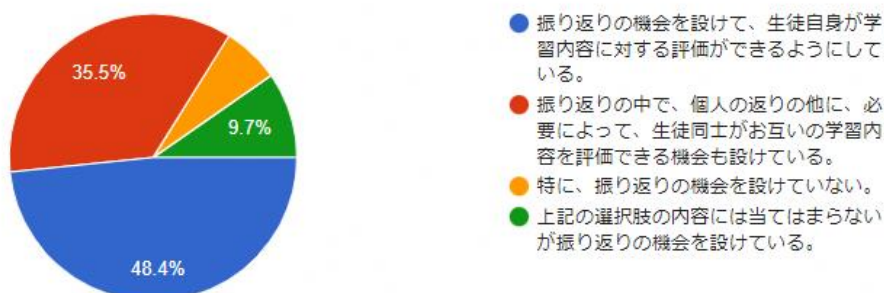 35.5%
9.7%
48.4%
振り返りの機会を設けて、生徒自身が学
習内容に対する評価ができるようにして
いる。
振り返りの中で、個人の返りの他に、必
要によって、生徒同士がお互いの学習内
容を評価できる機会も設けている。
特に、振り返りの機会を設けていない。
上記の選択肢の内容には当てはまらない
が振り返りの機会を設けている。